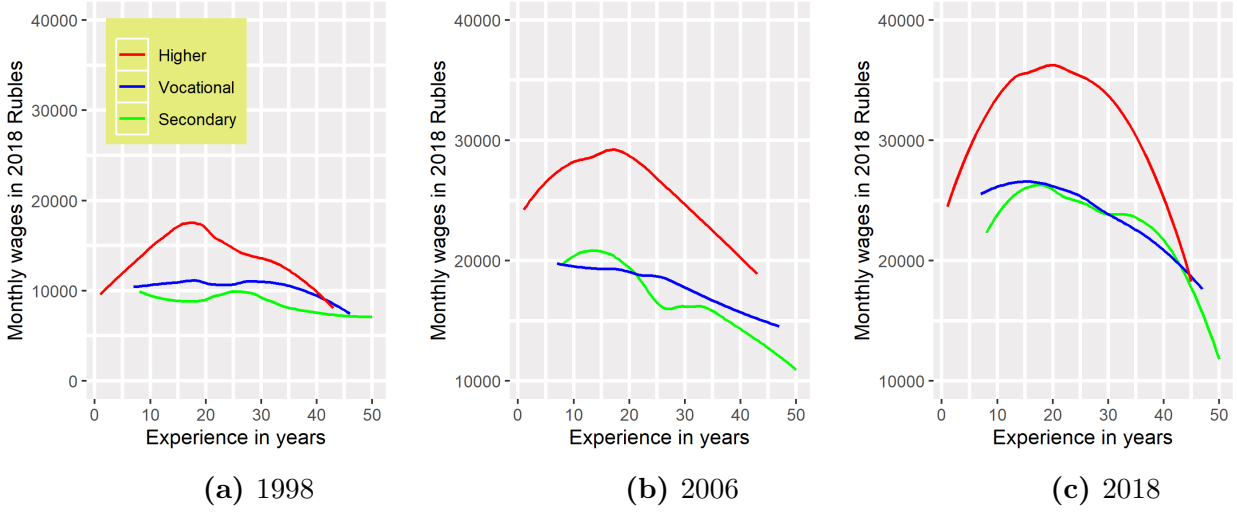 Monthly wages in 2018 Rubles
40000
30000
20000
10000
0
Higher
Vocational
Secondary
0 10 20 30 40 50
Experience in years
(a) 1998
Monthly wages in 2018 Rubles
40000
30000
20000
10000
0 10 20 30 40 50
Experience in years
(b) 2006
Monthly wages in 2018 Rubles
40000
30000
20000
10000
0 10 20 30 40 50
Experience in years
(c) 2018